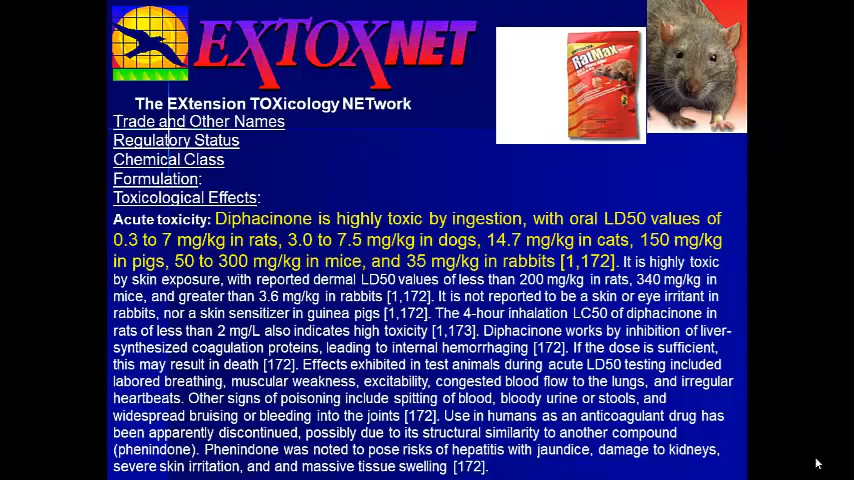 EXTOXNET
RatMax
The EXtension TOXicology NETwork
Trade and Other Names
Regulatory Status
Chemical Class
Formulation:
Toxicological Effects:
Acute toxicity: Diphacinone is highly toxic by ingestion, with oral LD50 values of
0.3 to 7 mg/kg in rats, 3.0 to 7.5 mg/kg in dogs, 14.7 mg/kg in cats, 150 mg/kg
in pigs, 50 to 300 mg/kg in mice, and 35 mg/kg in rabbits [1,172]. It is highly toxic
by skin exposure, with reported dermal LD50 values of less than 200 mg/kg in rats, 340 mg/kg in
mice, and greater than 3.6 mg/kg in rabbits [1,172]. It is not reported to be a skin or eye irritant in
rabbits, nor a skin sensitizer in guinea pigs [1,172]. The 4-hour inhalation LC50 of diphacinone in
rats of less than 2 mg/L also indicates high toxicity [1,173]. Diphacinone works by inhibition of liver-
synthesized coagulation proteins, leading to internal hemorrhaging [172]. If the dose is sufficient,
this may result in death [172]. Effects exhibited in test animals during acute LD50 testing included
labored breathing, muscular weakness, excitability, congested blood flow to the lungs, and irregular
heartbeats. Other signs of poisoning include spitting of blood, bloody urine or stools, and
widespread bruising or bleeding into the joints [172]. Use in humans as an anticoagulant drug has
been apparently discontinued, possibly due to its structural similarity to another compound
(phenindone). Phenindone was noted to pose risks of hepatitis with jaundice, damage to kidneys,
severe skin irritation, and and massive tissue swelling [172].